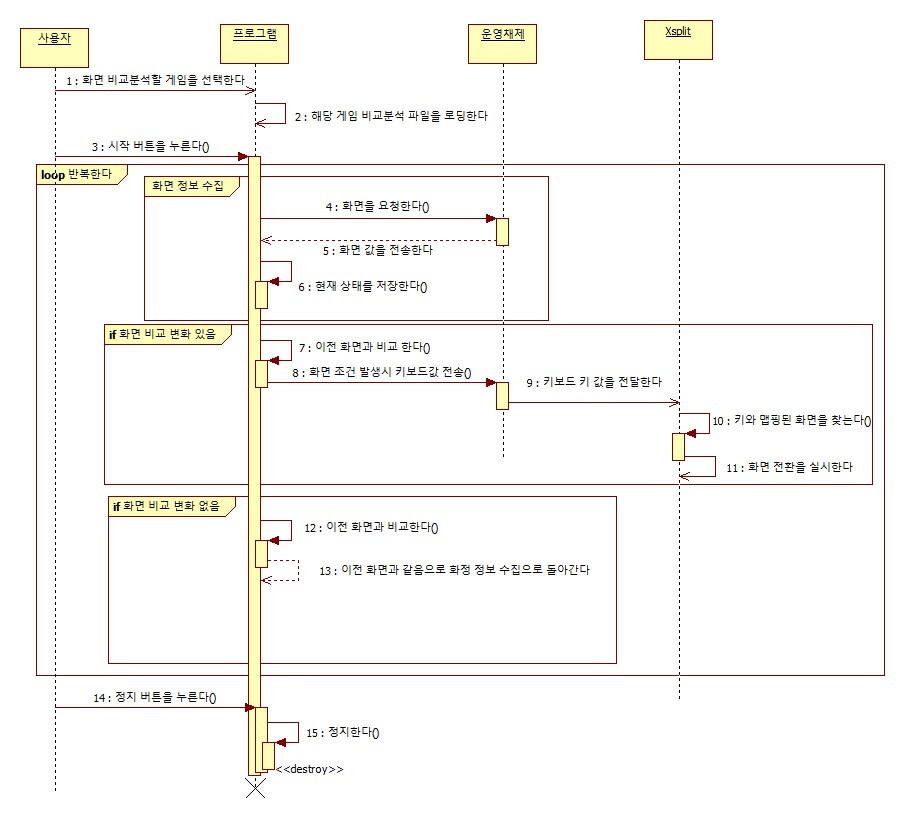 사용자
프로그램
운영채제
Xsplit
1 : 화면 비교분석할 게임을 선택한다
2 : 해당 게임 비교분석 파일을 로딩한다
3 : 시작 버튼을 누른다()
loop 반복한다
화면 정보 수집
4 : 화면을 요청한다()
5 : 화면 값을 전송한다
6 : 현재 상태를 저장한다()
if 화면 비교 변화 있음
7 : 이전 화면과 비교 한다()
8 : 화면 조건 발생시 키보드값 전송()
9 : 키보드 키 값을 전달한다
10 : 키와 맵핑된 화면을 찾는다()
11 : 화면 전환을 실시한다
if 화면 비교 변화 없음
12 : 이전 화면과 비교한다()
13 : 이전 화면과 같음으로 화정 정보 수집으로 돌아간다
14 : 정지 버튼을 누른다()
15 : 정지한다()
<<destroy>>